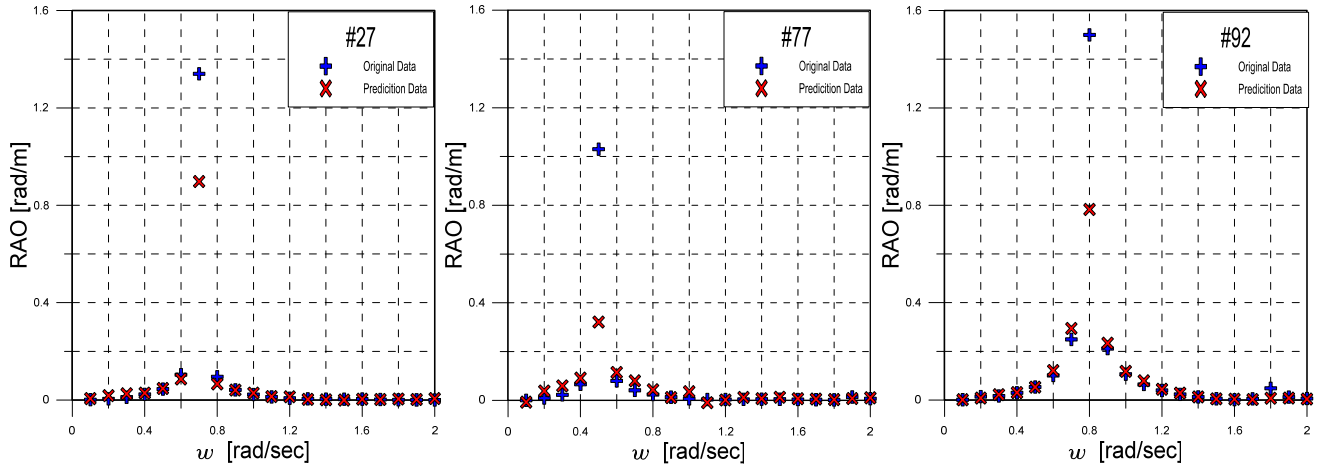 #27
Original Data
Predicition Data
1.6
1.2
0.8
0.4
0
RAO [rad/m]
0 0.4 0.8 1.2 1.6 2
w [rad/sec]
#77
Original Data
Predicition Data
1.6
1.2
0.8
0.4
0
RAO [rad/m]
0 0.4 0.8 1.2 1.6 2
w [rad/sec]
#92
Original Data
Predicition Data
1.6
1.2
0.8
0.4
0
RAO [rad/m]
0 0.4 0.8 1.2 1.6 2
w [rad/sec]